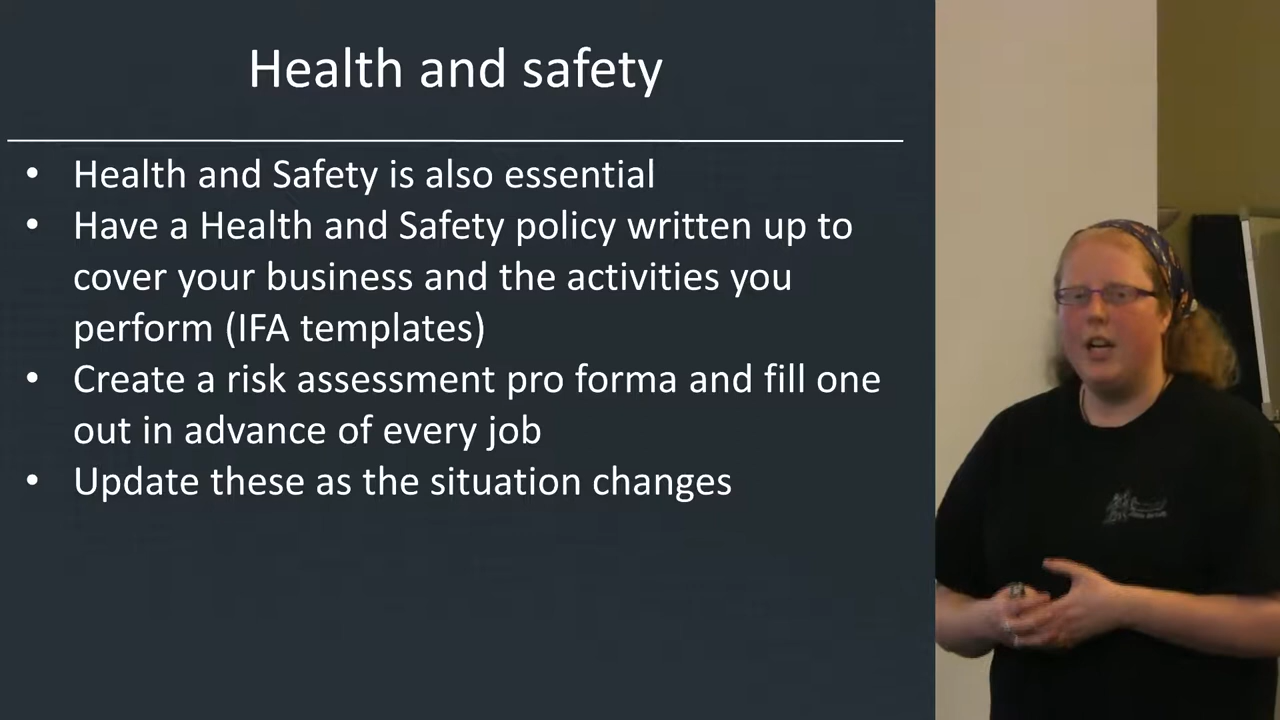 Health and safety
• Health and Safety is also essential
• Have a Health and Safety policy written up to
cover your business and the activities you
perform (IFA templates)
• Create a risk assessment pro forma and fill one
out in advance of every job
• Update these as the situation changes